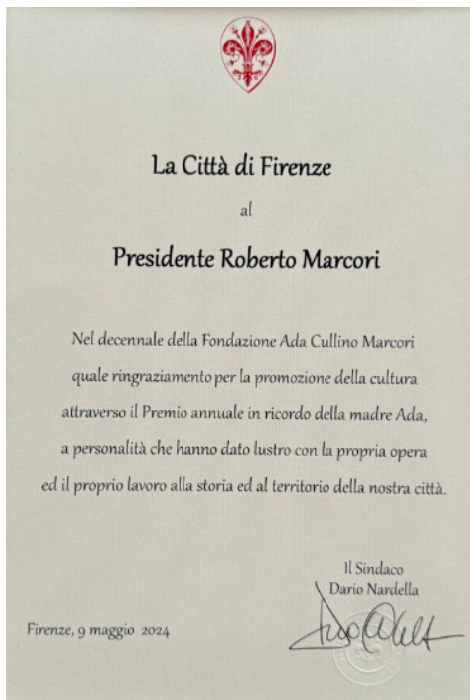 La Città di Firenze
al
Presidente Roberto Marcori
Nel decennale della Fondazione Ada Cullino Marcori
quale ringraziamento per la promozione della cultura
attraverso il Premio annuale in ricordo della madre Ada,
a personalità che hanno dato lustro con la propria opera
ed il proprio lavoro alla storia ed al territorio della nostra città.
Il Sindaco
Dario Nardella
Firenze, 9 maggio 2024